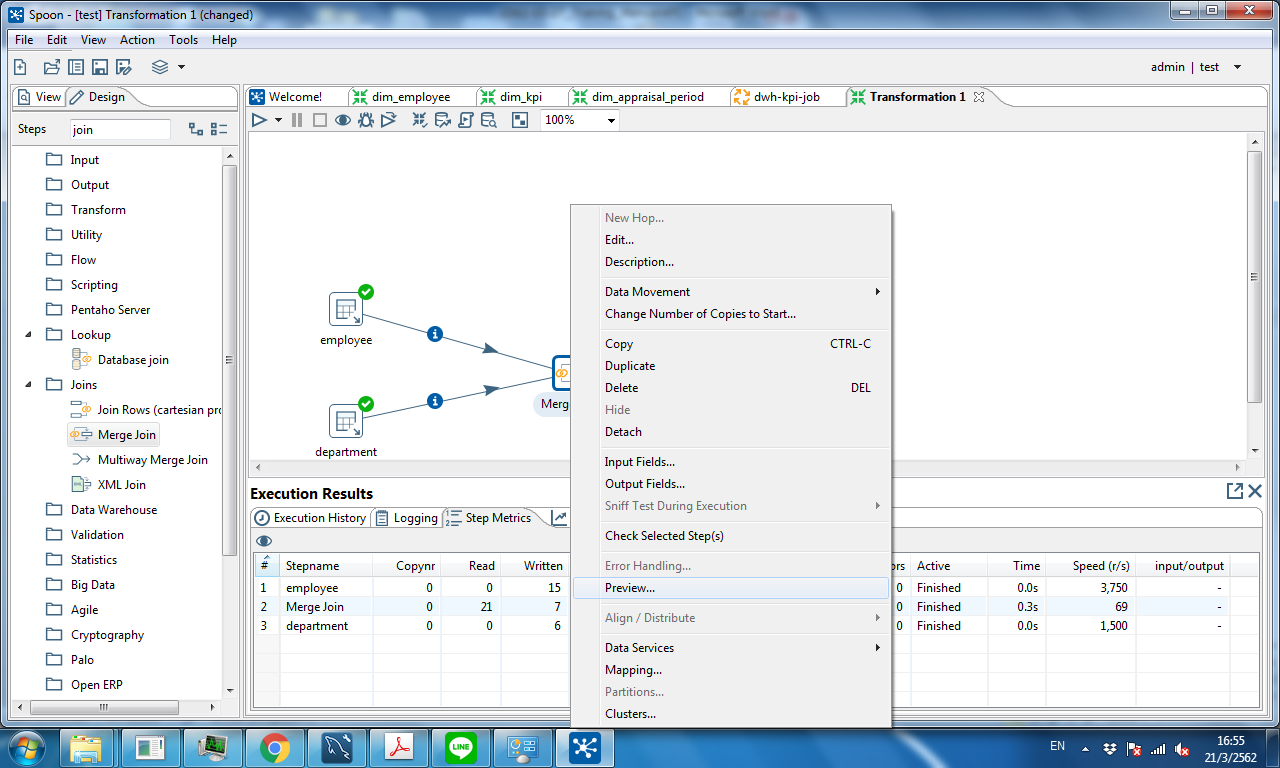 Spoon - [test] Transformation 1 (changed)
File Edit View Action Tools Help
admin | test
View Design
Welcome! dim_employee dim_kpi dim_appraisal_period dwh-kpi-job Transformation 1
Steps join
100%
Input
Output
Transform
Utility
Flow
Scripting
Pentaho Server
Lookup
Database join
Joins
Join Rows (cartesian pro
Merge Join
Multiway Merge Join
XML Join
Data Warehouse
Validation
Statistics
Big Data
Agile
Cryptography
Palo
Open ERP
employee
department
Merg
New Hop...
Edit...
Description...
Data Movement
Change Number of Copies to Start...
Copy CTRL-C
Duplicate
Delete DEL
Hide
Detach
Input Fields...
Output Fields...
Sniff Test During Execution
Check Selected Step(s)
Error Handling...
Preview...
Align / Distribute
Data Services
Mapping...
Partitions...
Clusters...
Execution Results
Execution History Logging Step Metrics
# Stepname Copynr Read Written ors Active Time Speed (r/s) input/output
1 employee 0 0 15 0 Finished 0.0s 3,750 -
2 Merge Join 0 21 7 0 Finished 0.3s 69 -
3 department 0 0 6 0 Finished 0.0s 1,500 -
LINE
EN
16:55
21/3/2562